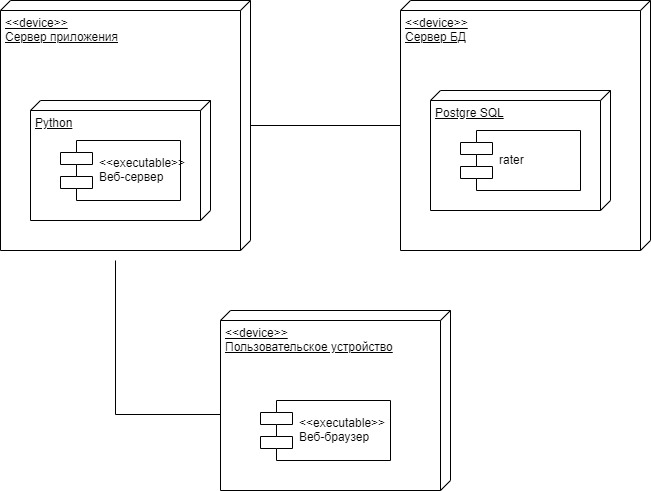 <<device>>
Сервер приложения
Python
<<executable>>
Веб-сервер
<<device>>
Сервер БД
Postgre SQL
rater
<<device>>
Пользовательское устройство
<<executable>>
Веб-браузер